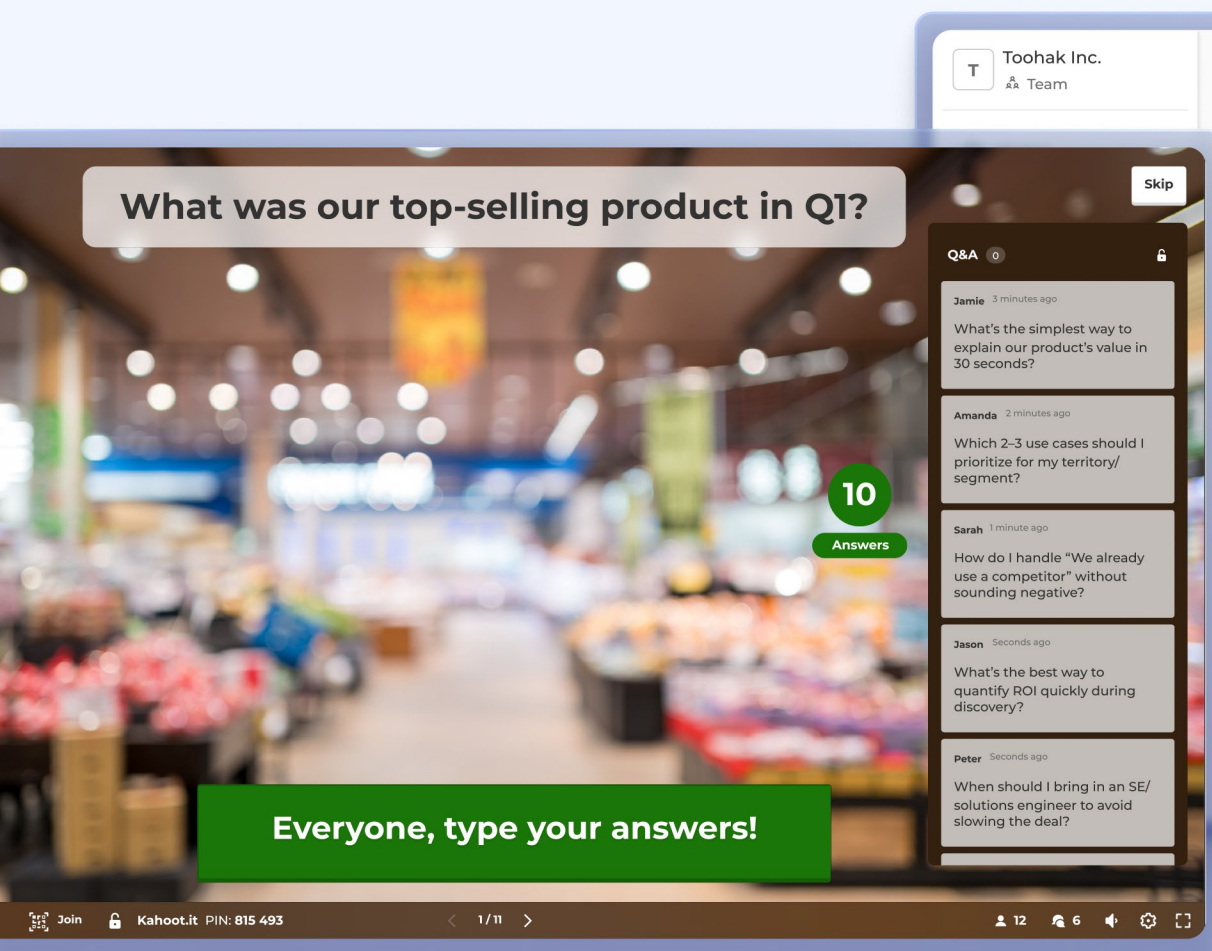 T
Toohak Inc.
Team
What was our top-selling product in Q1?
Skip
Q&A 0
Jamie 3 minutes ago
What’s the simplest way to
explain our product’s value in
30 seconds?
Amanda 2 minutes ago
Which 2–3 use cases should I
prioritize for my territory/
segment?
Sarah 1 minute ago
How do I handle “We already
use a competitor” without
sounding negative?
Jason Seconds ago
What’s the best way to
quantify ROI quickly during
discovery?
Peter Seconds ago
When should I bring in an SE/
solutions engineer to avoid
slowing the deal?
10
Answers
Everyone, type your answers!
Join Kahoot.it PIN: 815 493
1/11
12 6